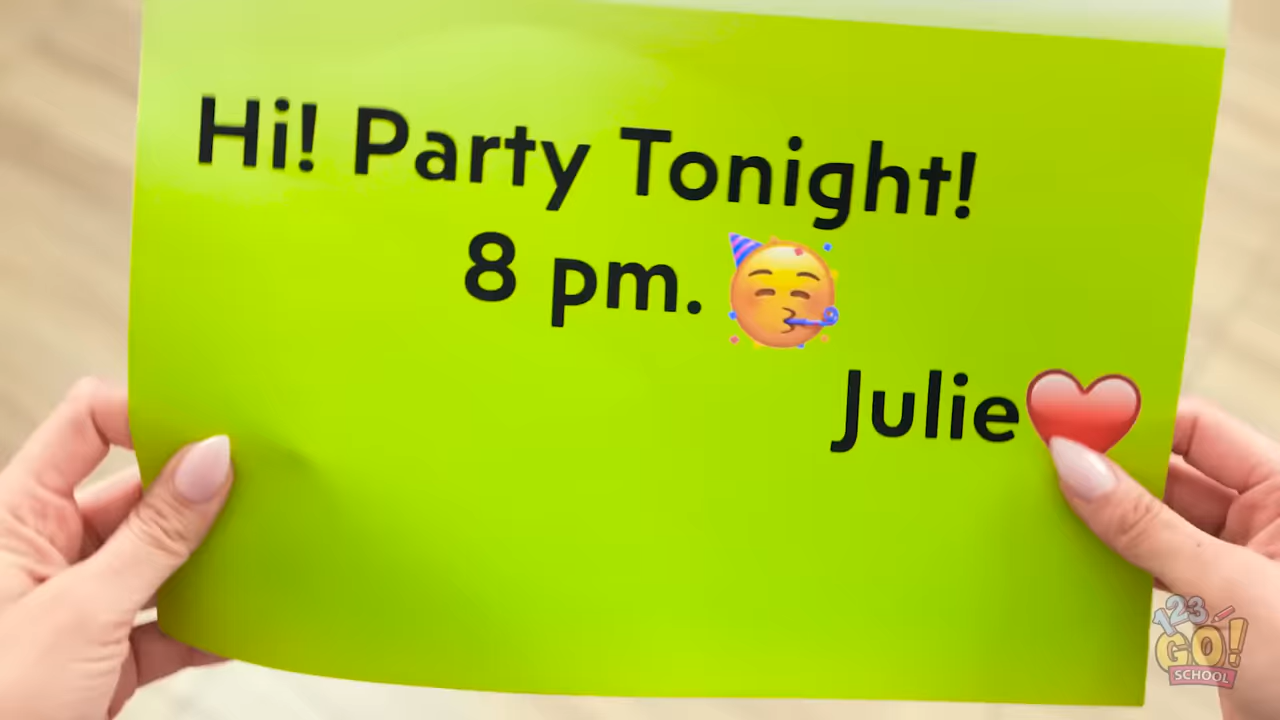 Hi! Party Tonight!
8 pm. 🥳
Julie❤️
123
GO!
SCHOOL